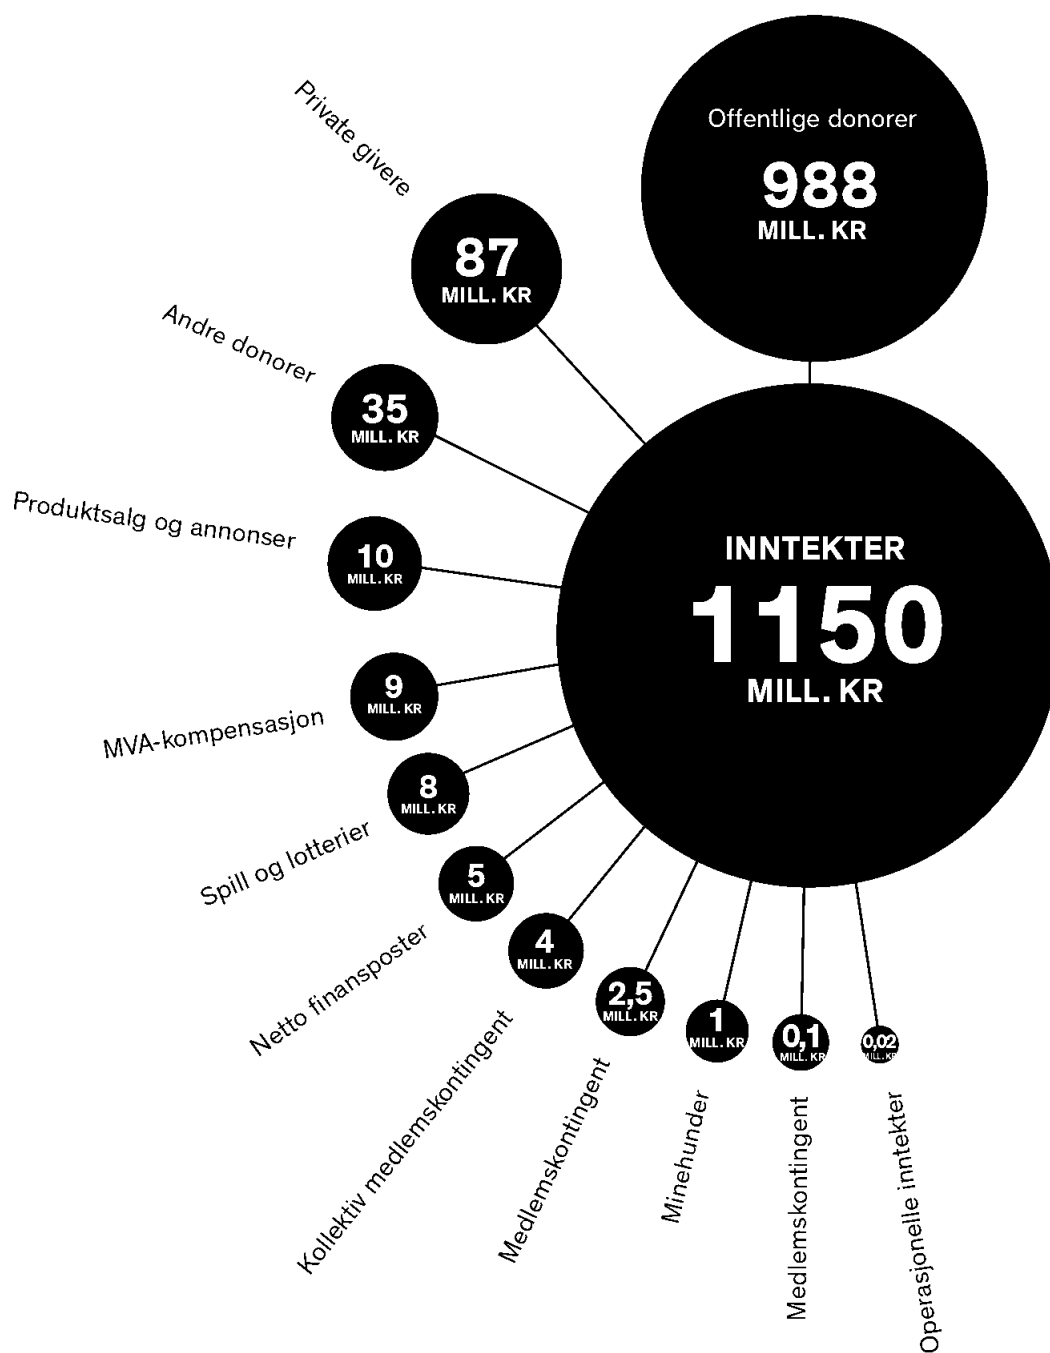 Offentlige donorer
988
MILL. KR
Private givere
87
MILL. KR
Andre donorer
35
MILL. KR
Produktsalg og annonser
10
MILL. KR
INNTEKTER
1150
MILL. KR
MVA-kompensasjon
9
MILL. KR
Spill og lotterier
8
MILL. KR
Netto finansposter
5
MILL. KR
Kollektiv medlemskontingent
4
MILL. KR
Medlemskontingent
2,5
MILL. KR
Minehunder
1
MILL. KR
Medlemskontingent
0,1
MILL. KR
Operasjonelle inntekter
0,02
MILL. KR